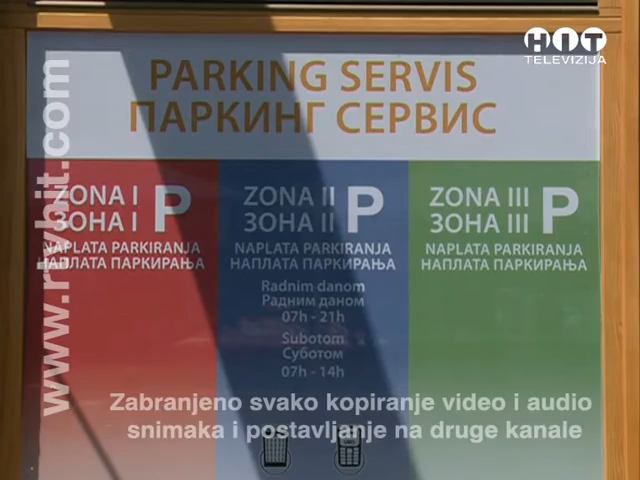 HIT
TELEVIZIJA
PARKING SERVIS
ПАРКИНГ СЕРВИС
ZONA I
ЗОНА I
P
NAPLATA PARKIRANJA
НАПЛАТА ПАРКИРАЊА
ZONA II
ЗОНА II
P
NAPLATA PARKIRANJA
НАПЛАТА ПАРКИРАЊА
Radnim danom
Радним даном
07h - 21h
Subotom
Суботом
07h - 14h
ZONA III
ЗОНА III
P
NAPLATA PARKIRANJA
НАПЛАТА ПАРКИРАЊА
www.rvbit.com
Zabranjeno svako kopiranje video i audio
snimaka i postavljanje na druge kanale